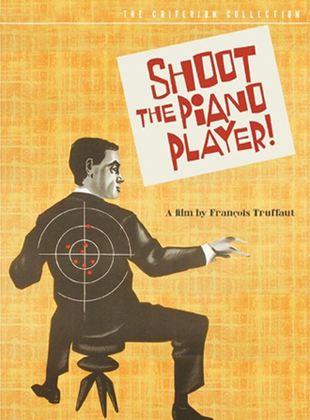 THE CRITERION COLLECTION
SHOOT
THE PIANO
PLAYER!
A film by François Truffaut